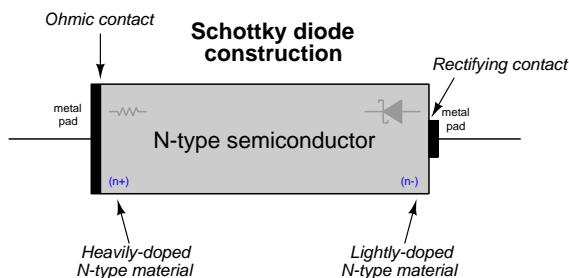 Ohmic contact
Schottky diode
construction
Rectifying contact
metal
pad
metal
pad
N-type semiconductor
(n+)
(n-)
Heavily-doped
N-type material
Lightly-doped
N-type material